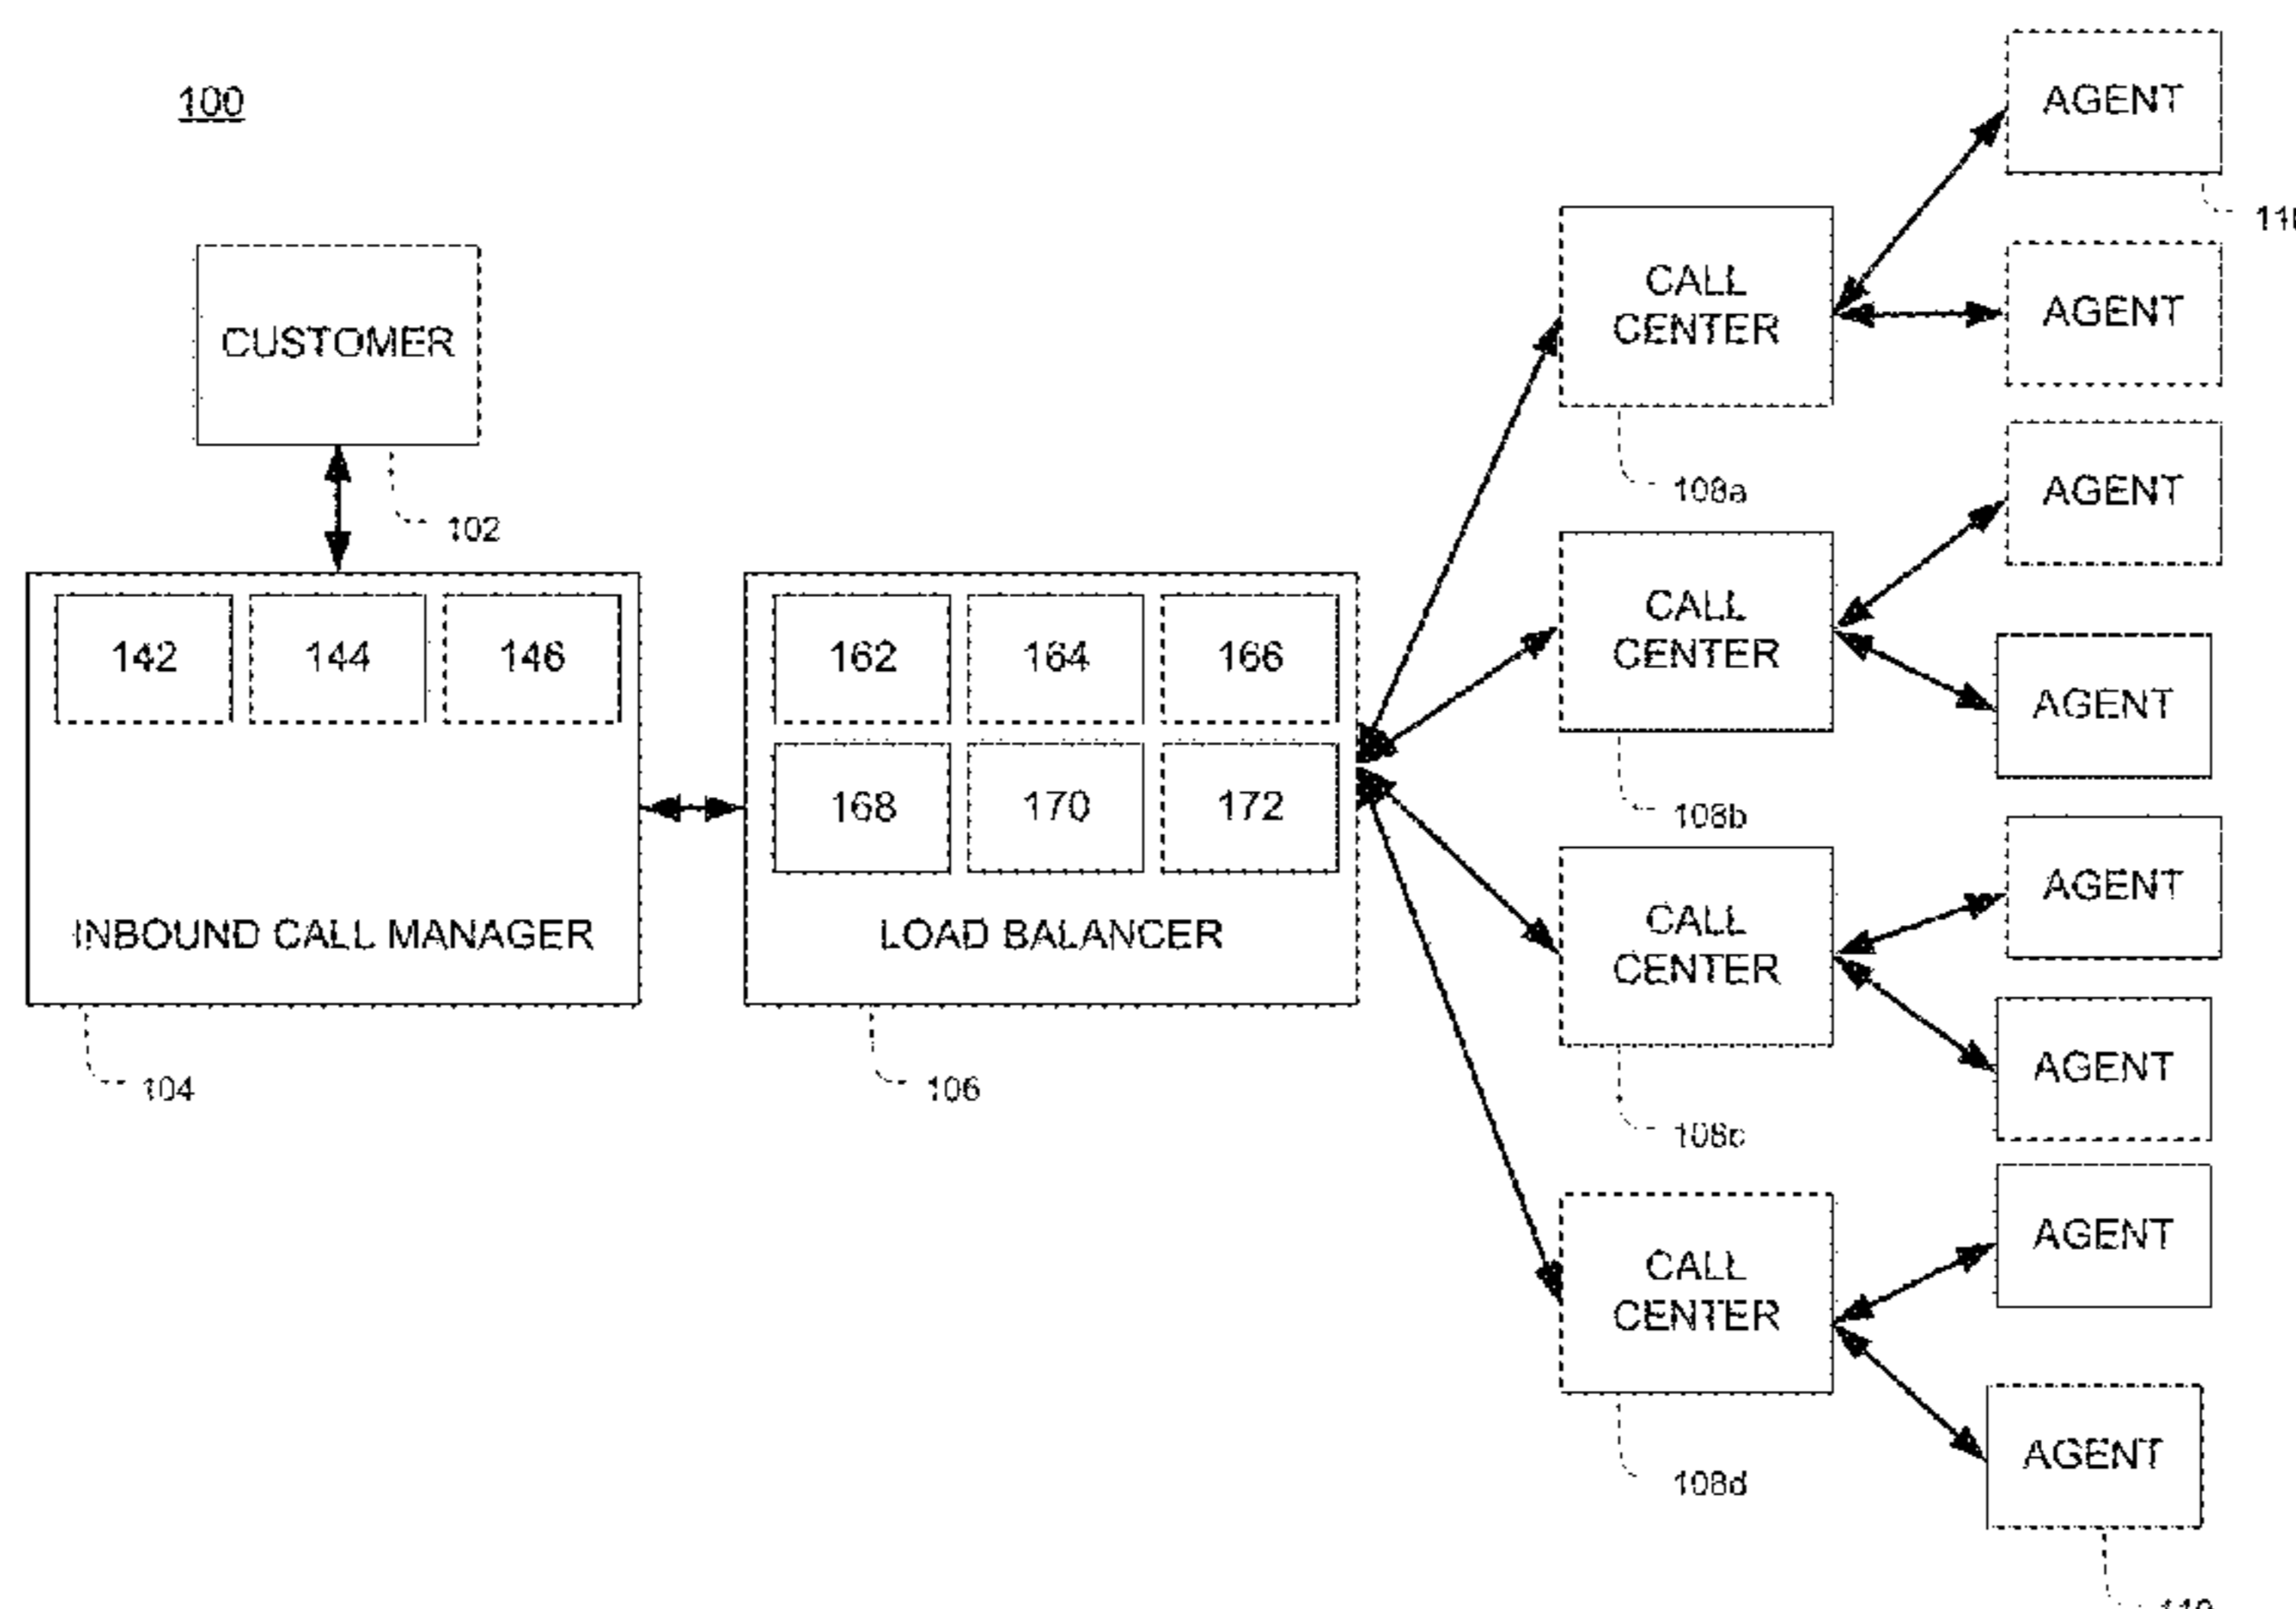 100
CUSTOMER
102
142 144 146
INBOUND CALL MANAGER
104
162 164 166
168 170 172
LOAD BALANCER
106
CALL
CENTER
108a
CALL
CENTER
108b
CALL
CENTER
108c
CALL
CENTER
108d
AGENT
AGENT
AGENT
AGENT
AGENT
AGENT
AGENT
AGENT